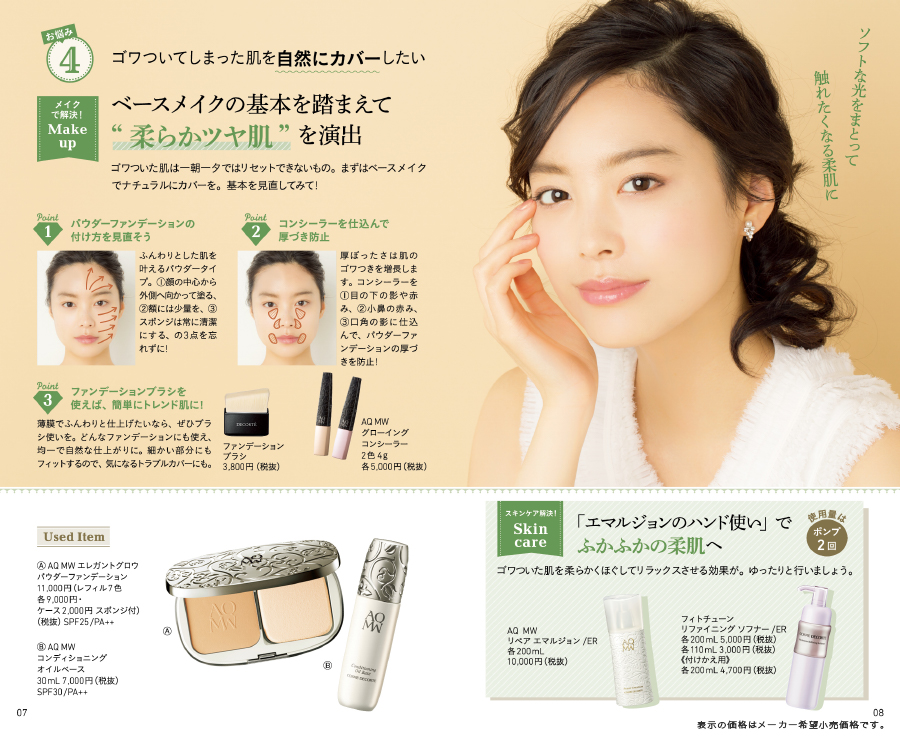 お悩み
4
ゴワついてしまった肌を自然にカバーしたい
メイク
で解決!
Make
up
ベースメイクの基本を踏まえて
“柔らかツヤ肌”を演出
ゴワついた肌は一朝一夕ではリセットできないもの。まずはベースメイク
でナチュラルにカバーを。基本を見直してみて!
Point
1
パウダーファンデーションの
付け方を見直そう
ふんわりとした肌を
叶えるパウダータイ
プ。①顔の中心から
外側へ向かって塗る、
②額には少量を、③
スポンジは常に清潔
にする、の3点を忘
れずに!
Point
2
コンシーラーを仕込んで
厚づき防止
厚ぼったさは肌の
ゴワつきを増長しま
す。コンシーラーを
①目の下の影や赤
み、②小鼻の赤み、
③口角の影に仕込
んで、パウダーファ
ンデーションの厚づ
きを防止!
Point
3
ファンデーションブラシを
使えば、簡単にトレンド肌に!
薄膜でふんわりと仕上げたいなら、ぜひブラ
シ使いを。どんなファンデーションにも使え、
均一で自然な仕上がりに。細かい部分にも
フィットするので、気になるトラブルカバーにも。
DECORTÉ
ファンデーション
ブラシ
3,800円(税抜)
AQ MW
グローイング
コンシーラー
2色 4g
各5,000円(税抜)
ソフトな光をまとって
触れたくなる柔肌に
Used Item
Ⓐ AQ MW エレガントグロウ
パウダーファンデーション
11,000円(レフィル7色
各9,000円・
ケース2,000円 スポンジ付)
(税抜) SPF25/PA++
Ⓑ AQ MW
コンディショニング
オイルベース
30mL 7,000円(税抜)
SPF30/PA++
Ⓐ
AQ
MW
Ⓑ
AQ
MW
スキンケア解決!
Skin
care
「エマルジョンのハンド使い」で
ふかふかの柔肌へ
使用量は
ポンプ
2回
ゴワついた肌を柔らかくほぐしてリラックスさせる効果が。ゆったりと行いましょう。
AQ MW
リペア エマルジョン /ER
各200mL
10,000円(税抜)
AQ
MW
フィトチューン
リファイニング ソフナー /ER
各200mL 5,000円(税抜)
各110mL 3,000円(税抜)
《付けかえ用》
各200mL 4,700円(税抜)
07
08
表示の価格はメーカー希望小売価格です。